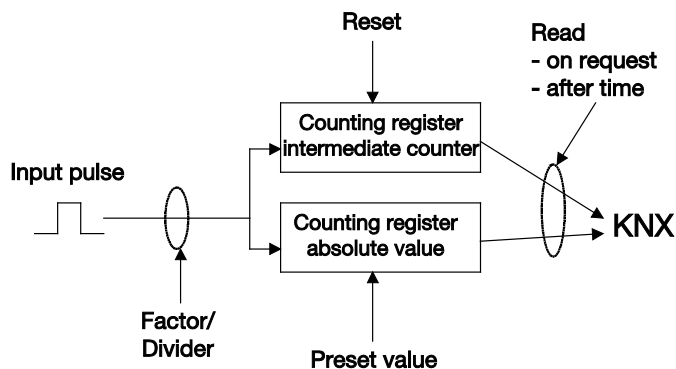 Reset
Read
- on request
- after time
Counting register
intermediate counter
Input pulse
Counting register
absolute value
KNX
Factor/
Divider
Preset value